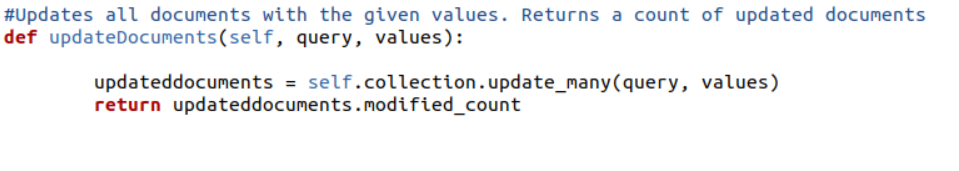 #Updates all documents with the given values. Returns a count of updated documents
def updateDocuments(self, query, values):
updateddocuments = self.collection.update_many(query, values)
return updateddocuments.modified_count